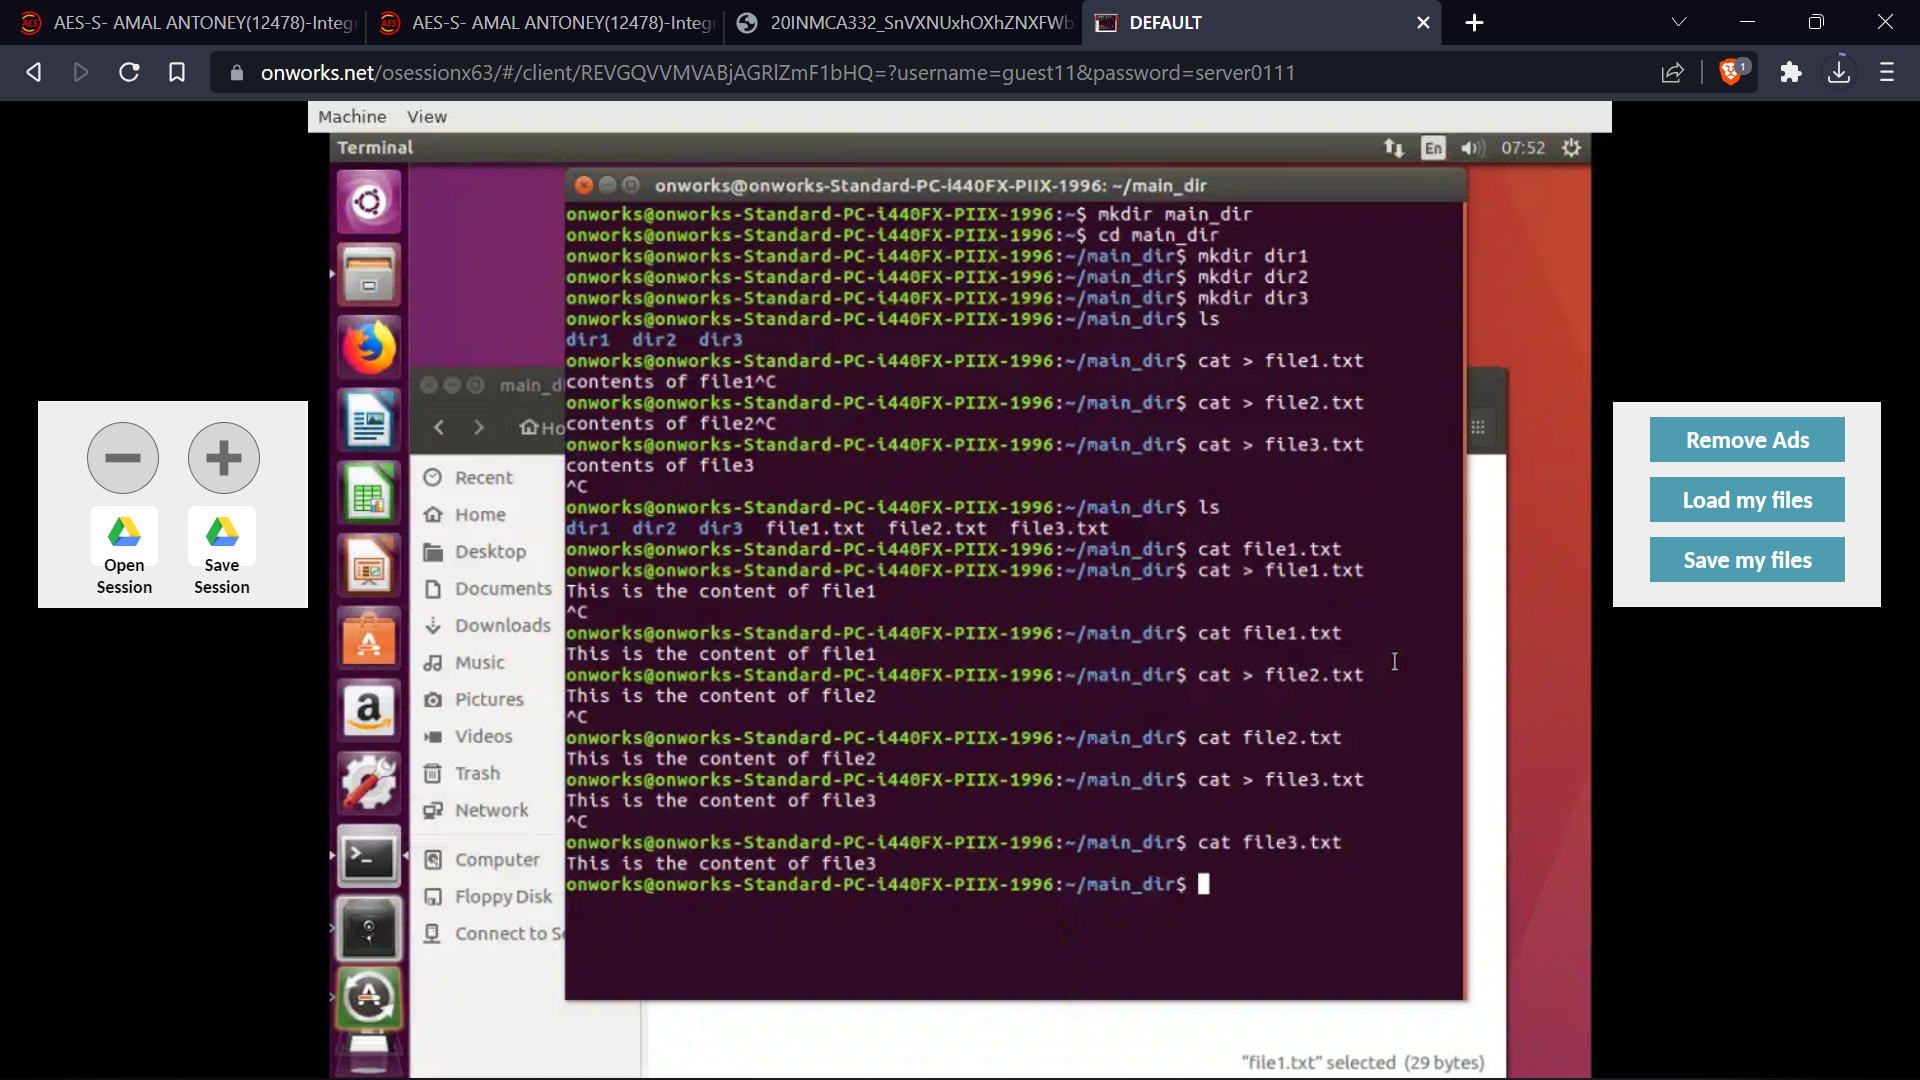 AES-S- AMAL ANTONEY(12478)-Integr
AES-S- AMAL ANTONEY(12478)-Integr
20INMCA332_SnVXNUxhOXhZNXFWb
DEFAULT
onworks.net/osessionx63/#/client/REVGQVVMVABjAGRlZmF1bHQ=?username=guest11&password=server0111
1
Machine View
Terminal
En
07:52
onworks@onworks-Standard-PC-i440FX-PIIX-1996: ~/main_dir
onworks@onworks-Standard-PC-i440FX-PIIX-1996:~$ mkdir main_dir
onworks@onworks-Standard-PC-i440FX-PIIX-1996:~$ cd main_dir
onworks@onworks-Standard-PC-i440FX-PIIX-1996:~/main_dir$ mkdir dir1
onworks@onworks-Standard-PC-i440FX-PIIX-1996:~/main_dir$ mkdir dir2
onworks@onworks-Standard-PC-i440FX-PIIX-1996:~/main_dir$ mkdir dir3
onworks@onworks-Standard-PC-i440FX-PIIX-1996:~/main_dir$ ls
dir1 dir2 dir3
onworks@onworks-Standard-PC-i440FX-PIIX-1996:~/main_dir$ cat > file1.txt
contents of file1^C
onworks@onworks-Standard-PC-i440FX-PIIX-1996:~/main_dir$ cat > file2.txt
contents of file2^C
onworks@onworks-Standard-PC-i440FX-PIIX-1996:~/main_dir$ cat > file3.txt
contents of file3
^C
onworks@onworks-Standard-PC-i440FX-PIIX-1996:~/main_dir$ ls
dir1 dir2 dir3 file1.txt file2.txt file3.txt
onworks@onworks-Standard-PC-i440FX-PIIX-1996:~/main_dir$ cat file1.txt
onworks@onworks-Standard-PC-i440FX-PIIX-1996:~/main_dir$ cat > file1.txt
This is the content of file1
^C
onworks@onworks-Standard-PC-i440FX-PIIX-1996:~/main_dir$ cat file1.txt
This is the content of file1
onworks@onworks-Standard-PC-i440FX-PIIX-1996:~/main_dir$ cat > file2.txt
This is the content of file2
^C
onworks@onworks-Standard-PC-i440FX-PIIX-1996:~/main_dir$ cat file2.txt
This is the content of file2
onworks@onworks-Standard-PC-i440FX-PIIX-1996:~/main_dir$ cat > file3.txt
This is the content of file3
^C
onworks@onworks-Standard-PC-i440FX-PIIX-1996:~/main_dir$ cat file3.txt
This is the content of file3
onworks@onworks-Standard-PC-i440FX-PIIX-1996:~/main_dir$
main_d
Ho
Recent
Home
Desktop
Documents
Downloads
Music
Pictures
Videos
Trash
Network
Computer
Floppy Disk
Connect to Se
"file1.txt" selected (29 bytes)
Open Session
Save Session
Remove Ads
Load my files
Save my files